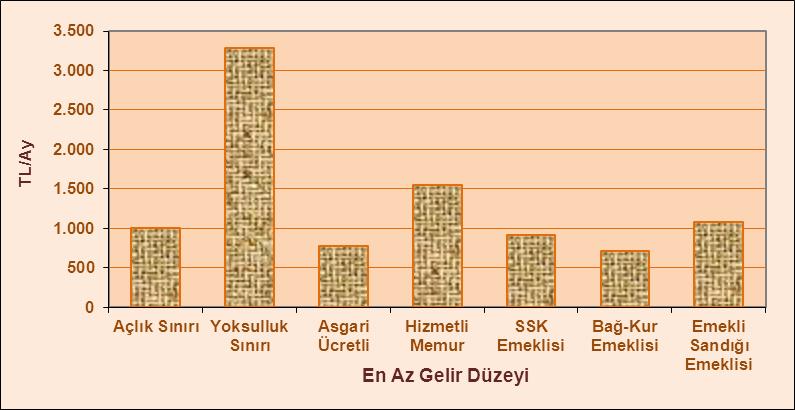 3.500
3.000
2.500
2.000
1.500
1.000
500
0
TL/Ay
Açlık Sınırı
Yoksulluk
Sınırı
Asgari
Ücretli
Hizmetli
Memur
SSK
Emeklisi
Bağ-Kur
Emeklisi
Emekli
Sandığı
Emeklisi
En Az Gelir Düzeyi